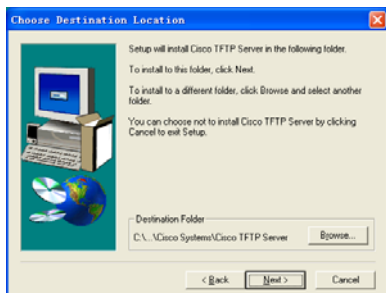 Choose Destination Location
Setup will install Cisco TFTP Server in the following folder.
To install to this folder, click Next.
To install to a different folder, click Browse and select another
folder.
You can choose not to install Cisco TFTP Server by clicking
Cancel to exit Setup.
Destination Folder
C:\...\Cisco Systems\Cisco TFTP Server
Browse...
< Back
Next >
Cancel